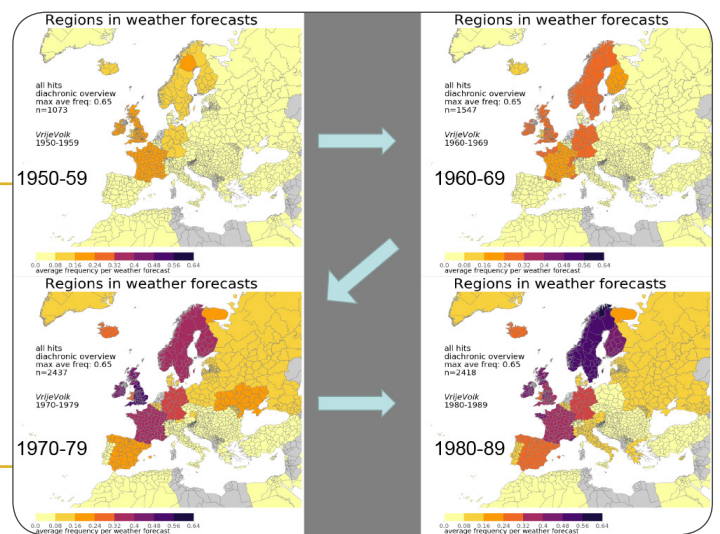 Regions in weather forecasts
all hits
diachronic overview
max ave freq: 0.65
n=1073
VrijeVolk
1950-1959
1950-59
0.0 0.08 0.16 0.24 0.32 0.4 0.48 0.56 0.64
average frequency per weather forecast
Regions in weather forecasts
all hits
diachronic overview
max ave freq: 0.65
n=1547
VrijeVolk
1960-1969
1960-69
0.0 0.08 0.16 0.24 0.32 0.4 0.48 0.56 0.64
average frequency per weather forecast
Regions in weather forecasts
all hits
diachronic overview
max ave freq: 0.65
n=2437
VrijeVolk
1970-1979
1970-79
0.0 0.08 0.16 0.24 0.32 0.4 0.48 0.56 0.64
average frequency per weather forecast
Regions in weather forecasts
all hits
diachronic overview
max ave freq: 0.65
n=2418
VrijeVolk
1980-1989
1980-89
0.0 0.08 0.16 0.24 0.32 0.4 0.48 0.56 0.64
average frequency per weather forecast